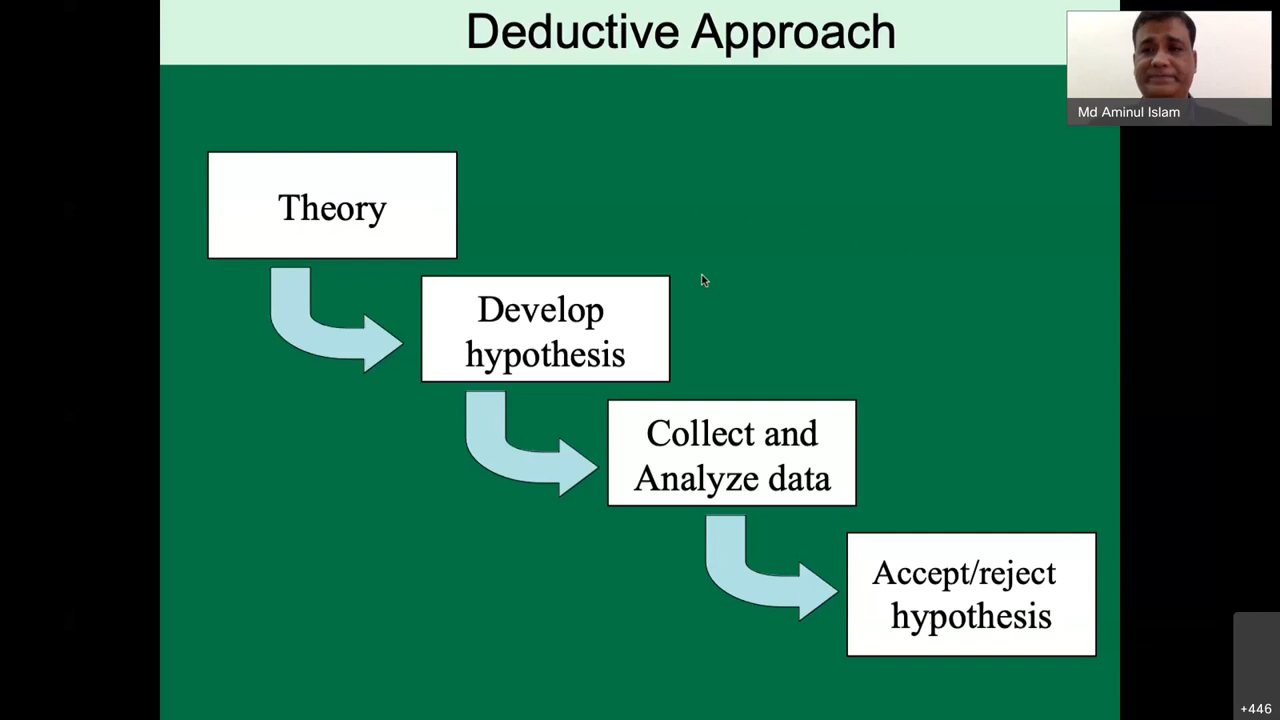 Deductive Approach
Md Aminul Islam
Theory
Develop
hypothesis
Collect and
Analyze data
Accept/reject
hypothesis
+446